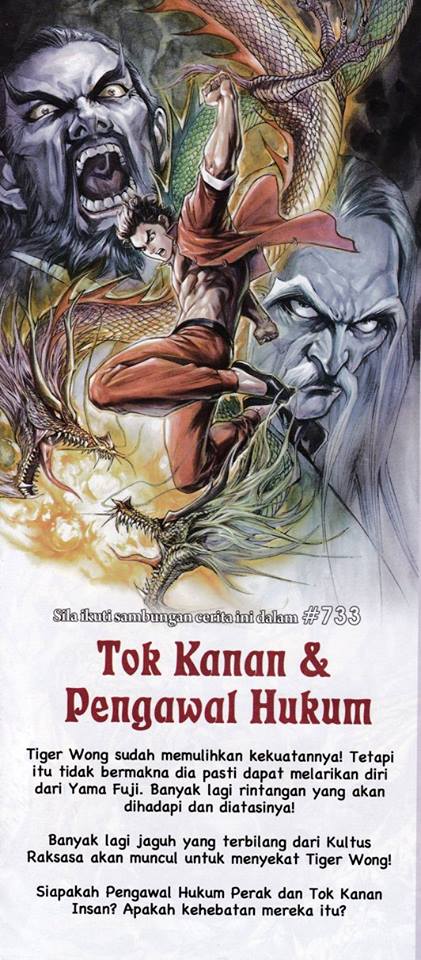 Sila ikuti sambungan cerita ini dalam #733
Tok Kanan &
Pengawal Hukum
Tiger Wong sudah memulihkan kekuatannya! Tetapi
itu tidak bermakna dia pasti dapat melarikan diri
dari Yama Fuji. Banyak lagi rintangan yang akan
dihadapi dan diatasinya!
Banyak lagi jaguh yang terbilang dari Kultus
Raksasa akan muncul untuk menyekat Tiger Wong!
Siapakah Pengawal Hukum Perak dan Tok Kanan
Insan? Apakah kehebatan mereka itu?